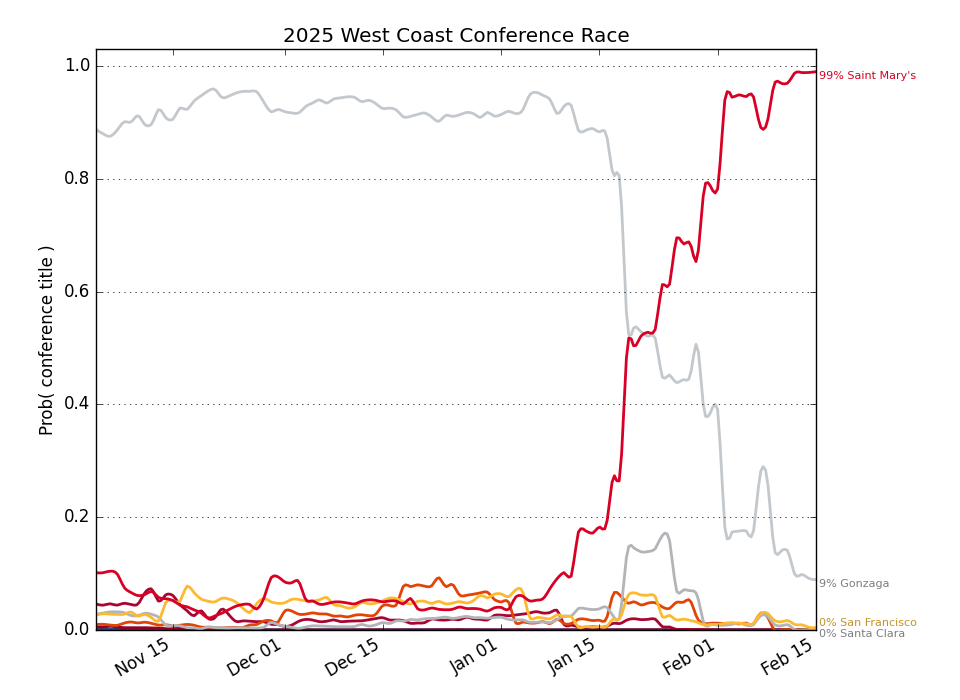 2025 West Coast Conference Race
1.0
0.8
0.6
0.4
0.2
0.0
Prob( conference title )
99% Saint Mary's
9% Gonzaga
0% San Francisco
0% Santa Clara
Nov 15
Dec 01
Dec 15
Jan 01
Jan 15
Feb 01
Feb 15